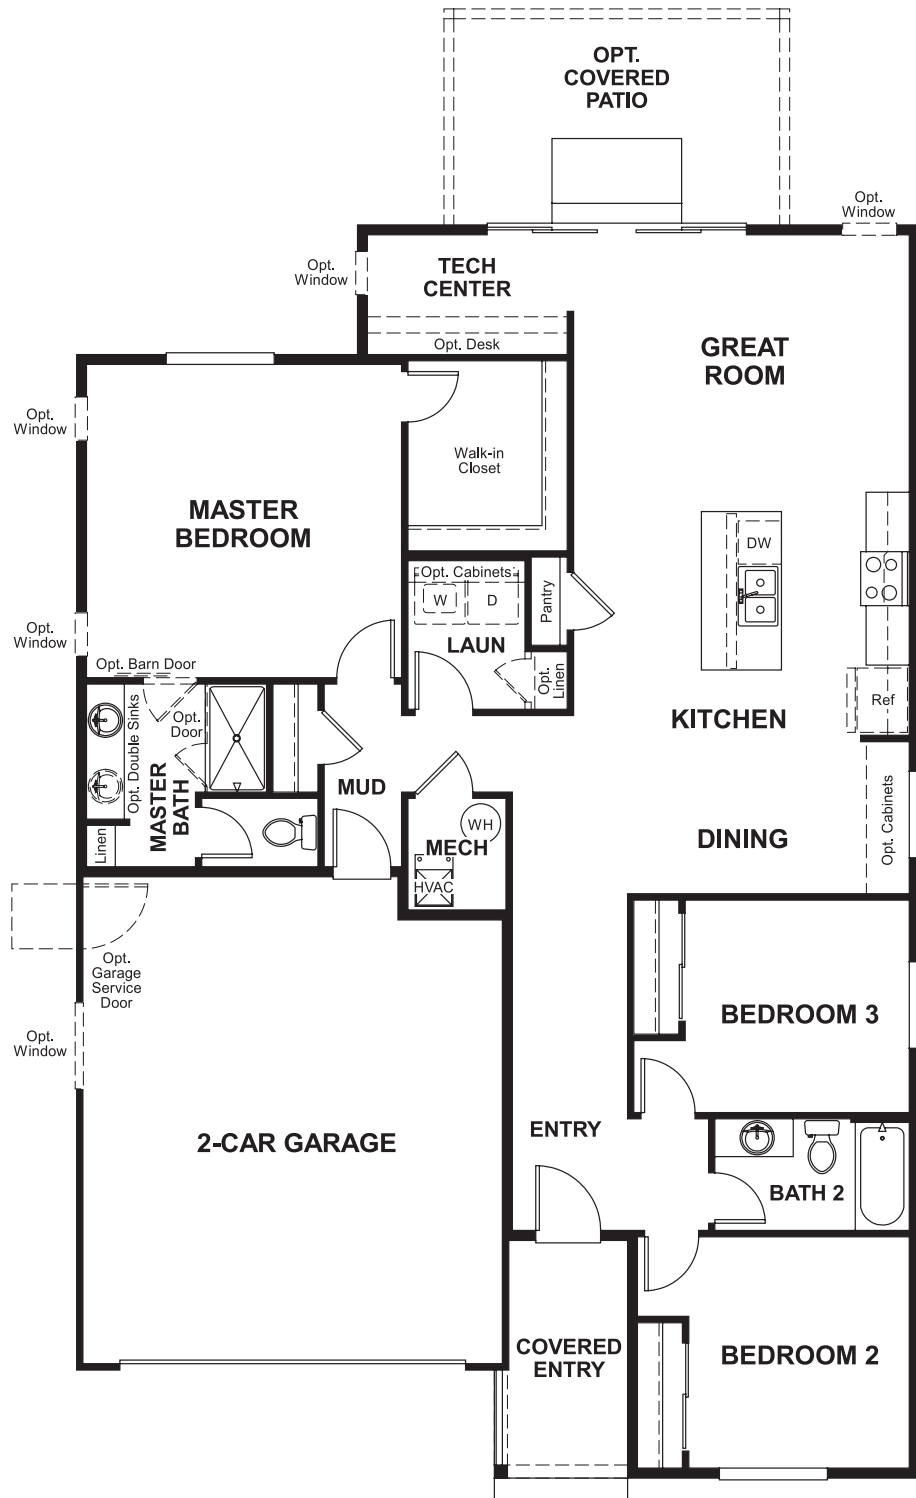 OPT.
COVERED
PATIO
Opt.
Window
Opt.
Window
TECH
CENTER
Opt. Desk
GREAT
ROOM
Opt.
Window
Walk-in
Closet
MASTER
BEDROOM
DW
Opt. Cabinets
W
D
Pantry
Opt.
Window
LAUN
Opt. Barn Door
Opt.
Linen
Ref
Opt. Double Sinks
Opt.
Door
KITCHEN
MUD
MASTER
BATH
WH
MECH
DINING
Opt. Cabinets
Linen
HVAC
Opt.
Garage
Service
Door
BEDROOM 3
Opt.
Window
2-CAR GARAGE
ENTRY
BATH 2
COVERED
ENTRY
BEDROOM 2